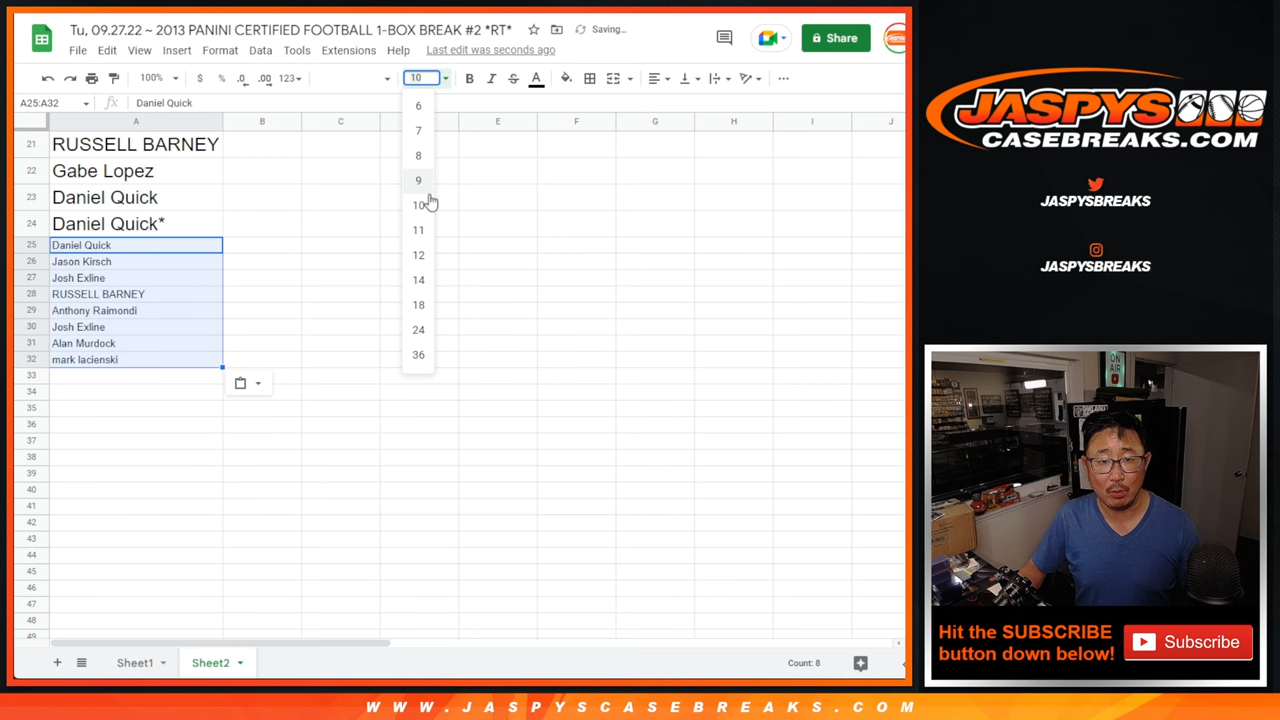 Tu, 09.27.22 ~ 2013 PANINI CERTIFIED FOOTBALL 1-BOX BREAK #2 *RT*
Saving...
File Edit View Insert Format Data Tools Extensions Help Last edit was seconds ago
Share
100% $ % .0 .00 123 10
A25:A32 fx Daniel Quick
A B C E F G H I J
21 RUSSELL BARNEY
22 Gabe Lopez
23 Daniel Quick
24 Daniel Quick*
25 Daniel Quick
26 Jason Kirsch
27 Josh Exline
28 RUSSELL BARNEY
29 Anthony Raimondi
30 Josh Exline
31 Alan Murdock
32 mark lacienski
33
34
35
36
37
38
39
40
41
42
43
44
45
46
47
48
49
6
7
8
9
10
11
12
14
18
24
36
Sheet1
Sheet2
Count: 8
JASPYS
CASEBREAKS.COM
JASPYSBREAKS
JASPYSBREAKS
ON
AIR
Hit the SUBSCRIBE
button down below!
Subscribe
WWW.JASPYSCASEBREAKS.COM